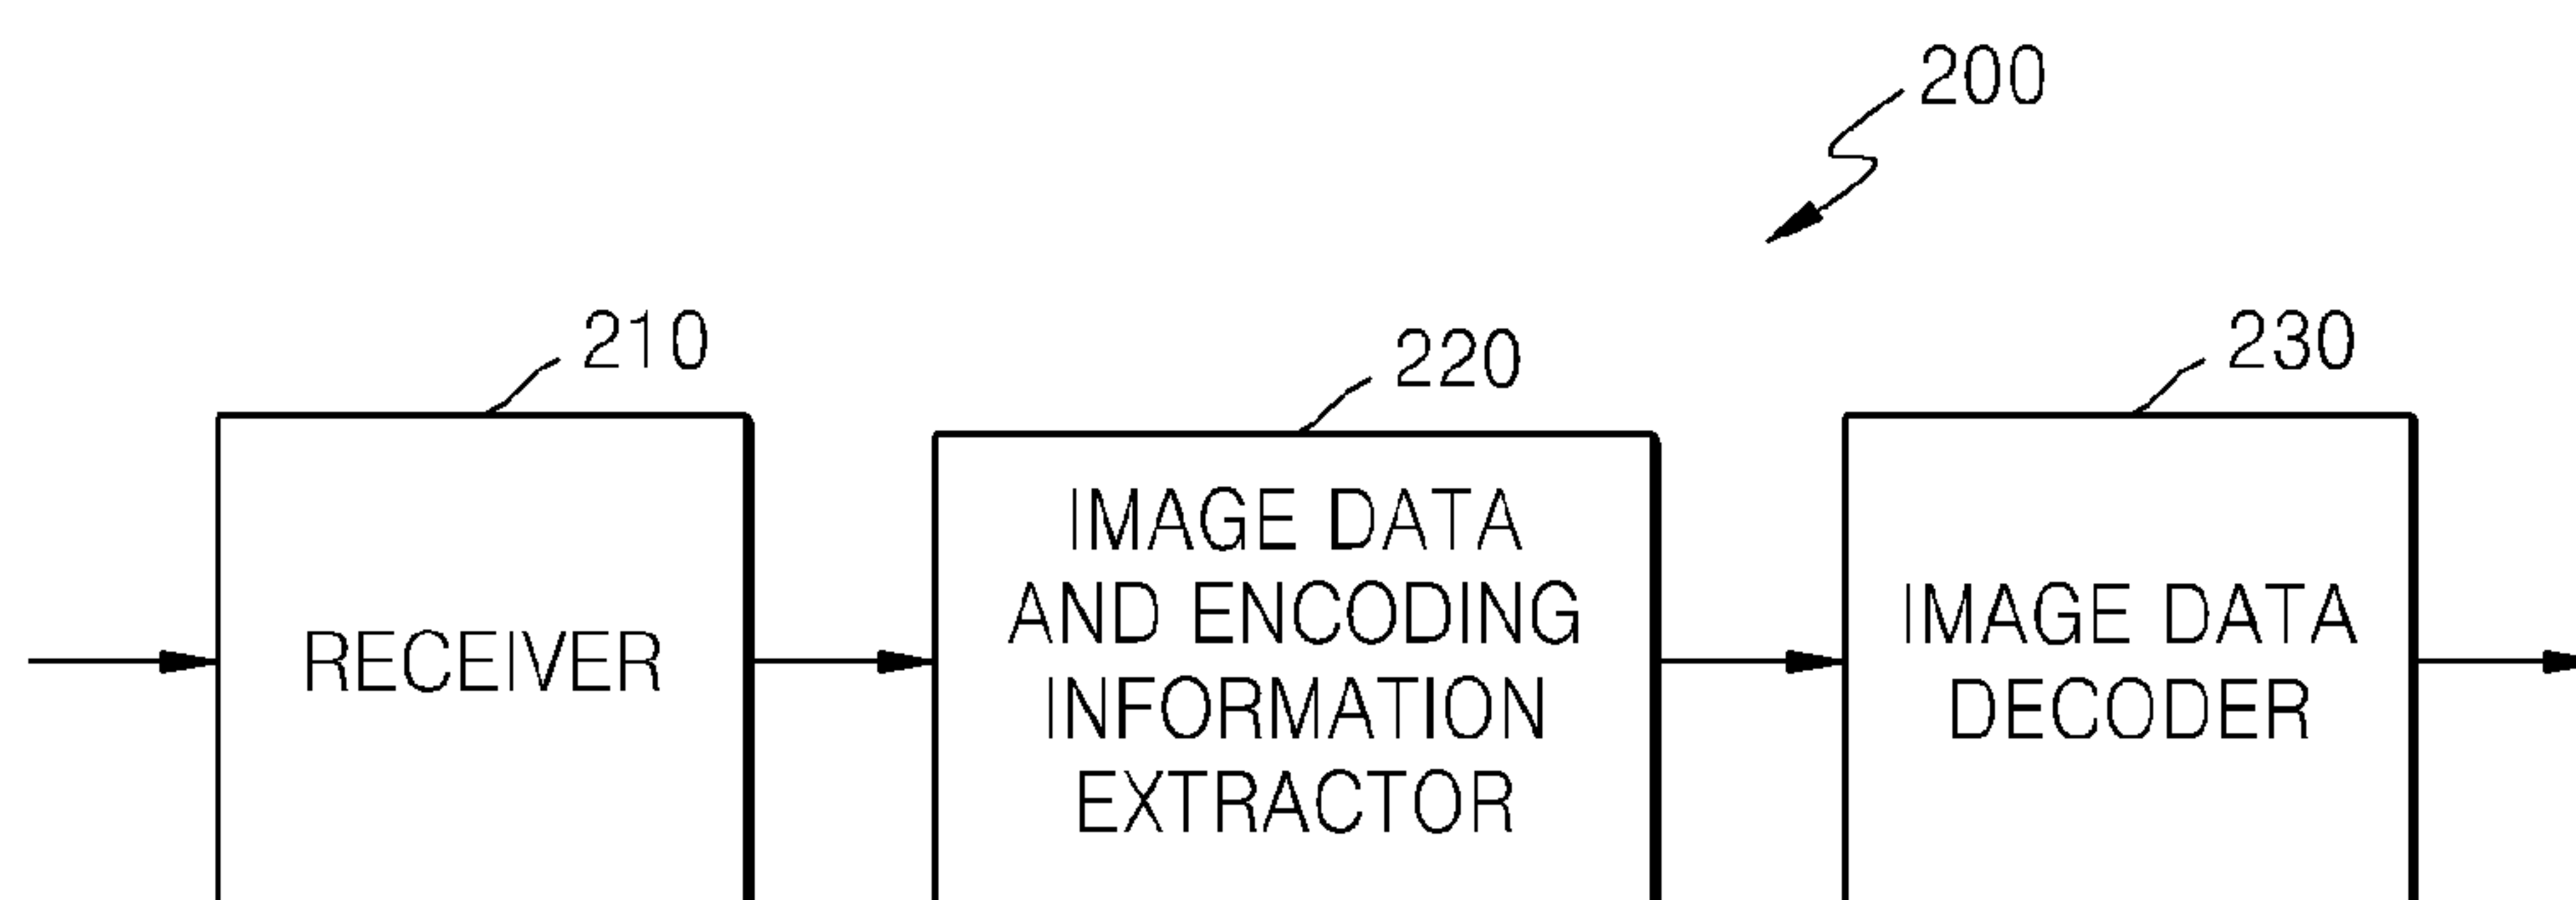 200
210
220
230
RECEIVER
IMAGE DATA
AND ENCODING
INFORMATION
EXTRACTOR
IMAGE DATA
DECODER